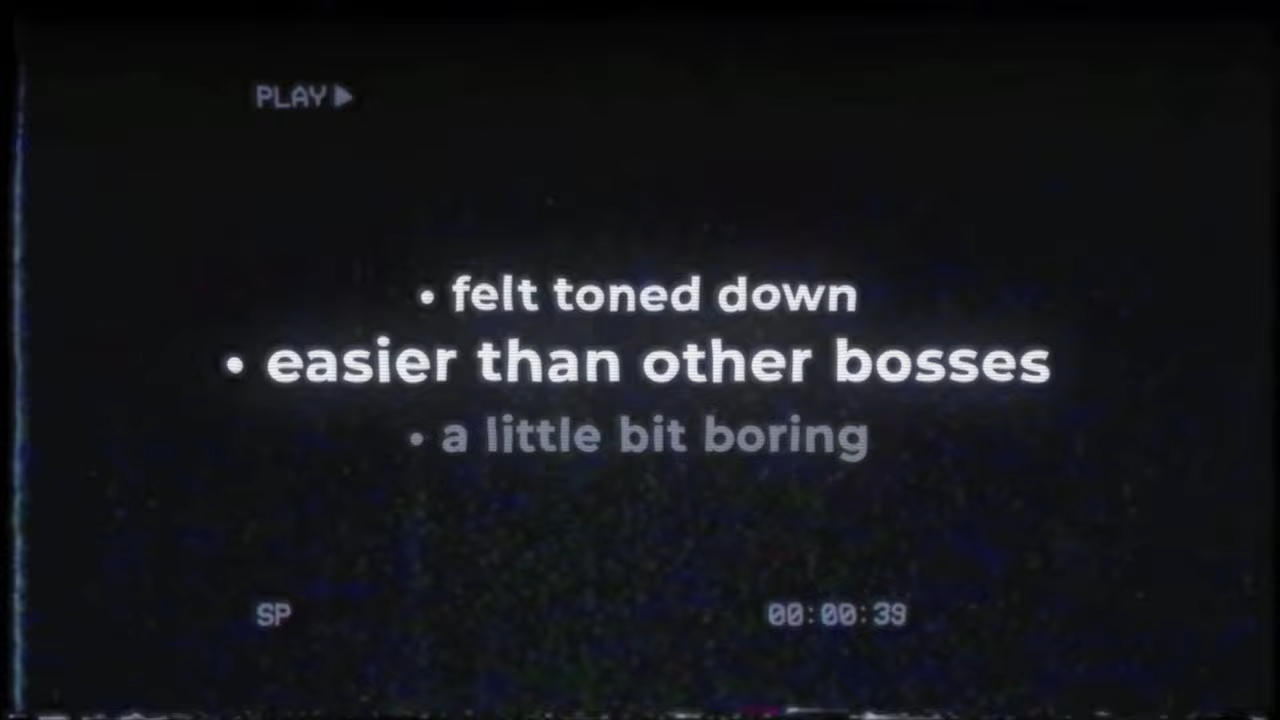 PLAY ▶
• felt toned down
• easier than other bosses
• a little bit boring
SP
00:00:39